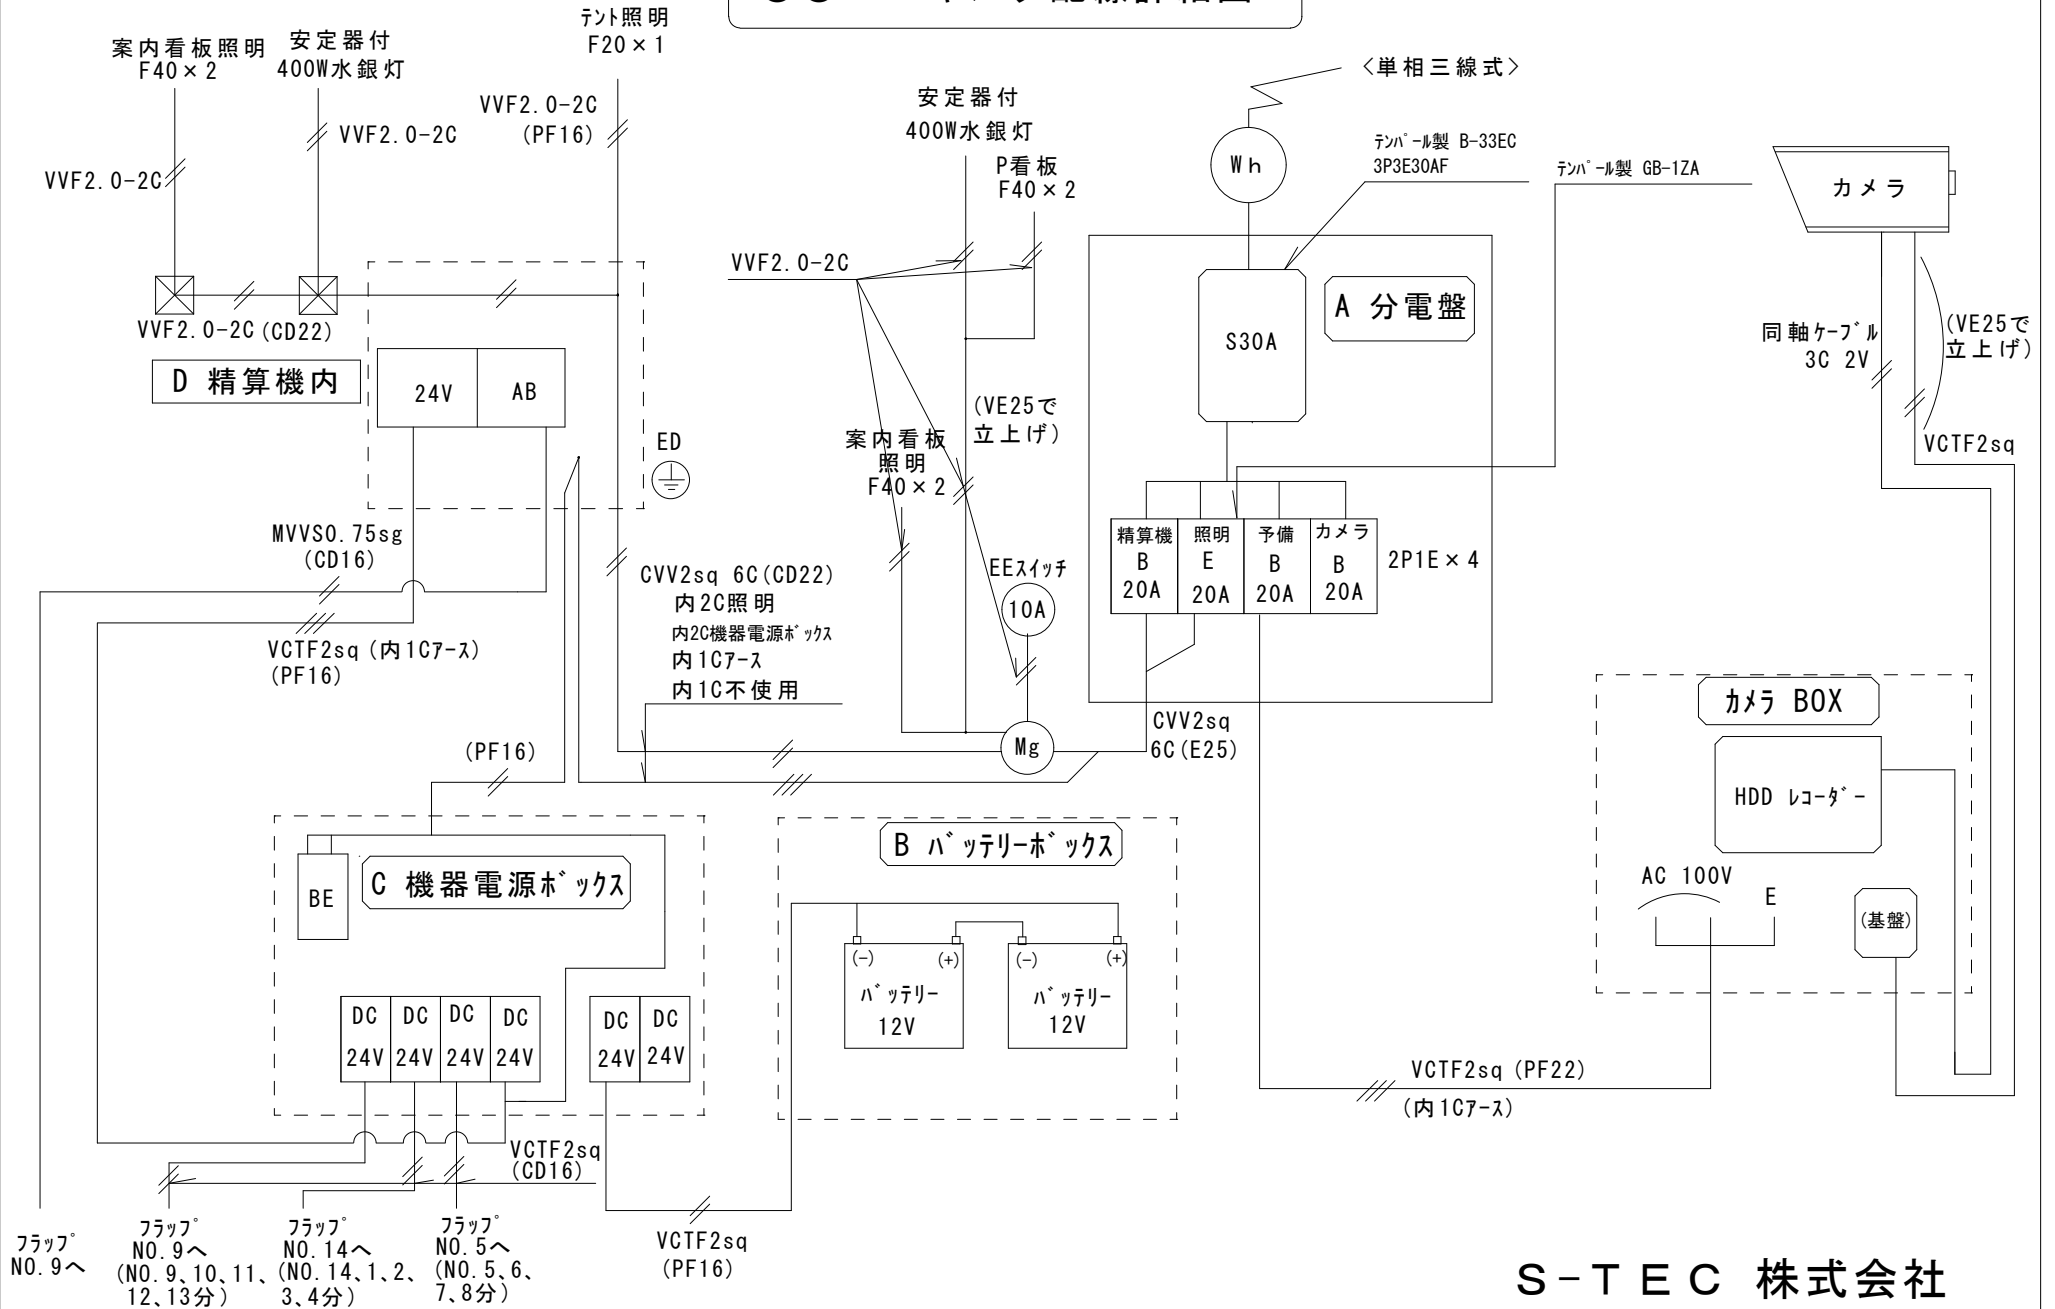 テント照明
F20×1
案内看板照明
F40×2
安定器付
400W水銀灯
VVF2.0-2C
(PF16)
VVF2.0-2C
VVF2.0-2C
安定器付
400W水銀灯
P看板
F40×2
<単相三線式>
Wh
テンパール製 B-33EC
3P3E30AF
テンパール製 GB-1ZA
カメラ
VVF2.0-2C
VVF2.0-2C(CD22)
D 精算機内
24V
AB
ED
S30A
A 分電盤
同軸ケーブル
3C 2V
(VE25で
立上げ)
VCTF2sq
(VE25で
立上げ)
案内看板
照明
F40×2
MVVS0.75sg
(CD16)
VCTF2sq(内1Cアース)
(PF16)
CVV2sq 6C(CD22)
内2C照明
内2C機器電源ボックス
内1Cアース
内1C不使用
EEスイッチ
10A
精算機
B
20A
照明
E
20A
予備
B
20A
カメラ
B
20A
2P1E×4
(PF16)
Mg
CVV2sq
6C(E25)
カメラ BOX
HDD レコーダー
AC 100V
E
(基盤)
BE
C 機器電源ボックス
B バッテリーボックス
(-)
(+)
バッテリー
12V
(-)
(+)
バッテリー
12V
DC
24V
DC
24V
DC
24V
DC
24V
DC
24V
DC
24V
VCTF2sq(PF22)
(内1Cアース)
VCTF2sq
(CD16)
VCTF2sq
(PF16)
フラップ
NO.9へ
フラップ
NO.9へ
(NO.9、10、11、
12、13分)
フラップ
NO.14へ
(NO.14、1、2、
3、4分)
フラップ
NO.5へ
(NO.5、6、
7、8分)
S-TEC 株式会社